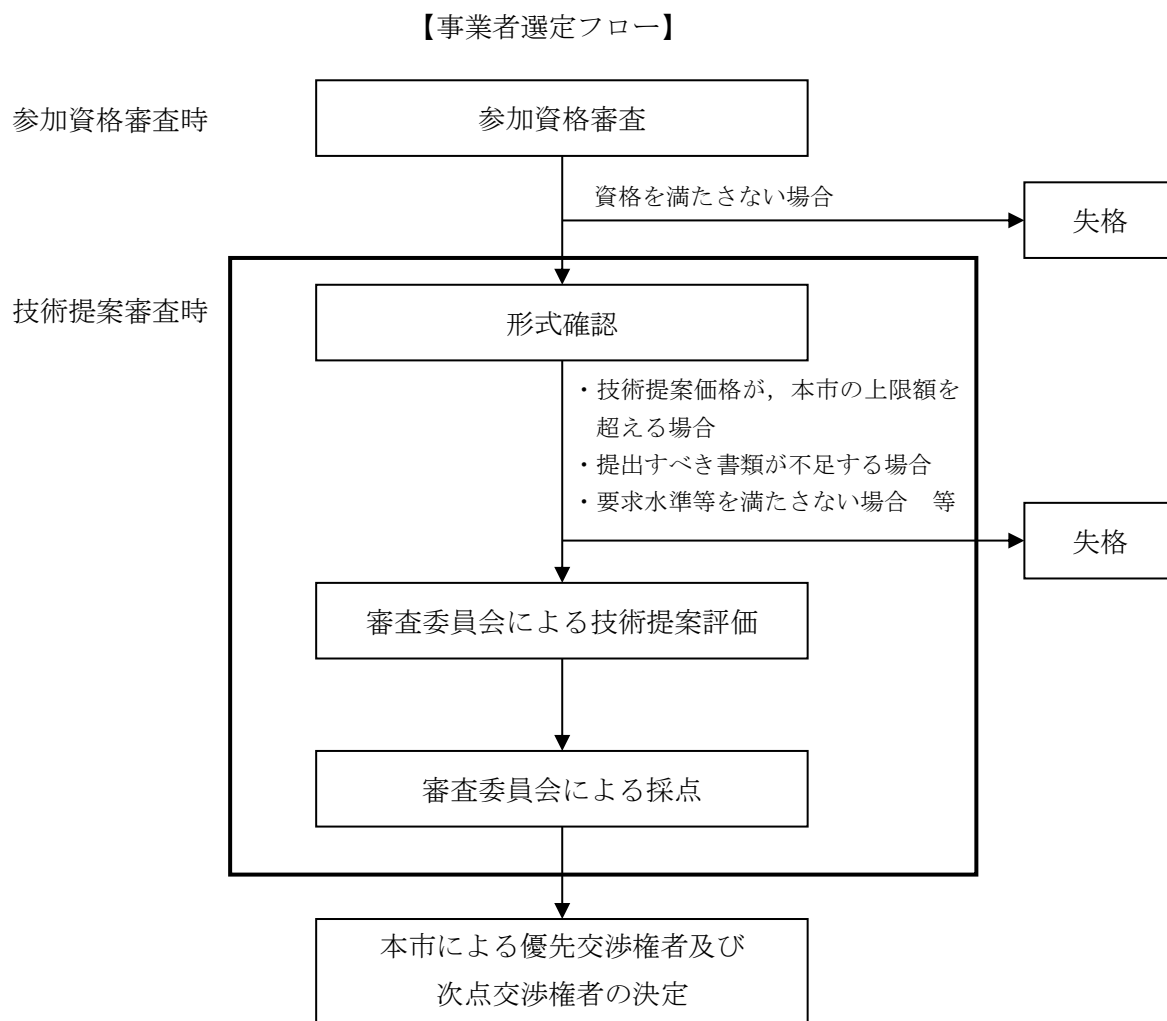 【事業者選定フロー】
参加資格審査時
参加資格審査
資格を満たさない場合
失格
技術提案審査時
形式確認
・技術提案価格が，本市の上限額を
超える場合
・提出すべき書類が不足する場合
・要求水準等を満たさない場合　等
失格
審査委員会による技術提案評価
審査委員会による採点
本市による優先交渉権者及び
次点交渉権者の決定